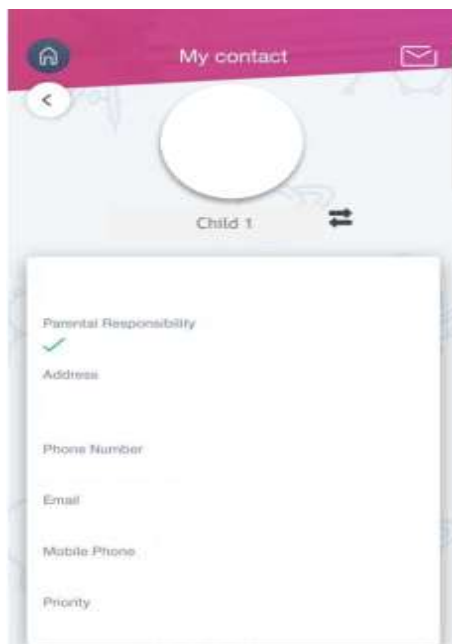 My contact
Child 1
Parental Responsibility
Address
Phone Number
Email
Mobile Phone
Priority